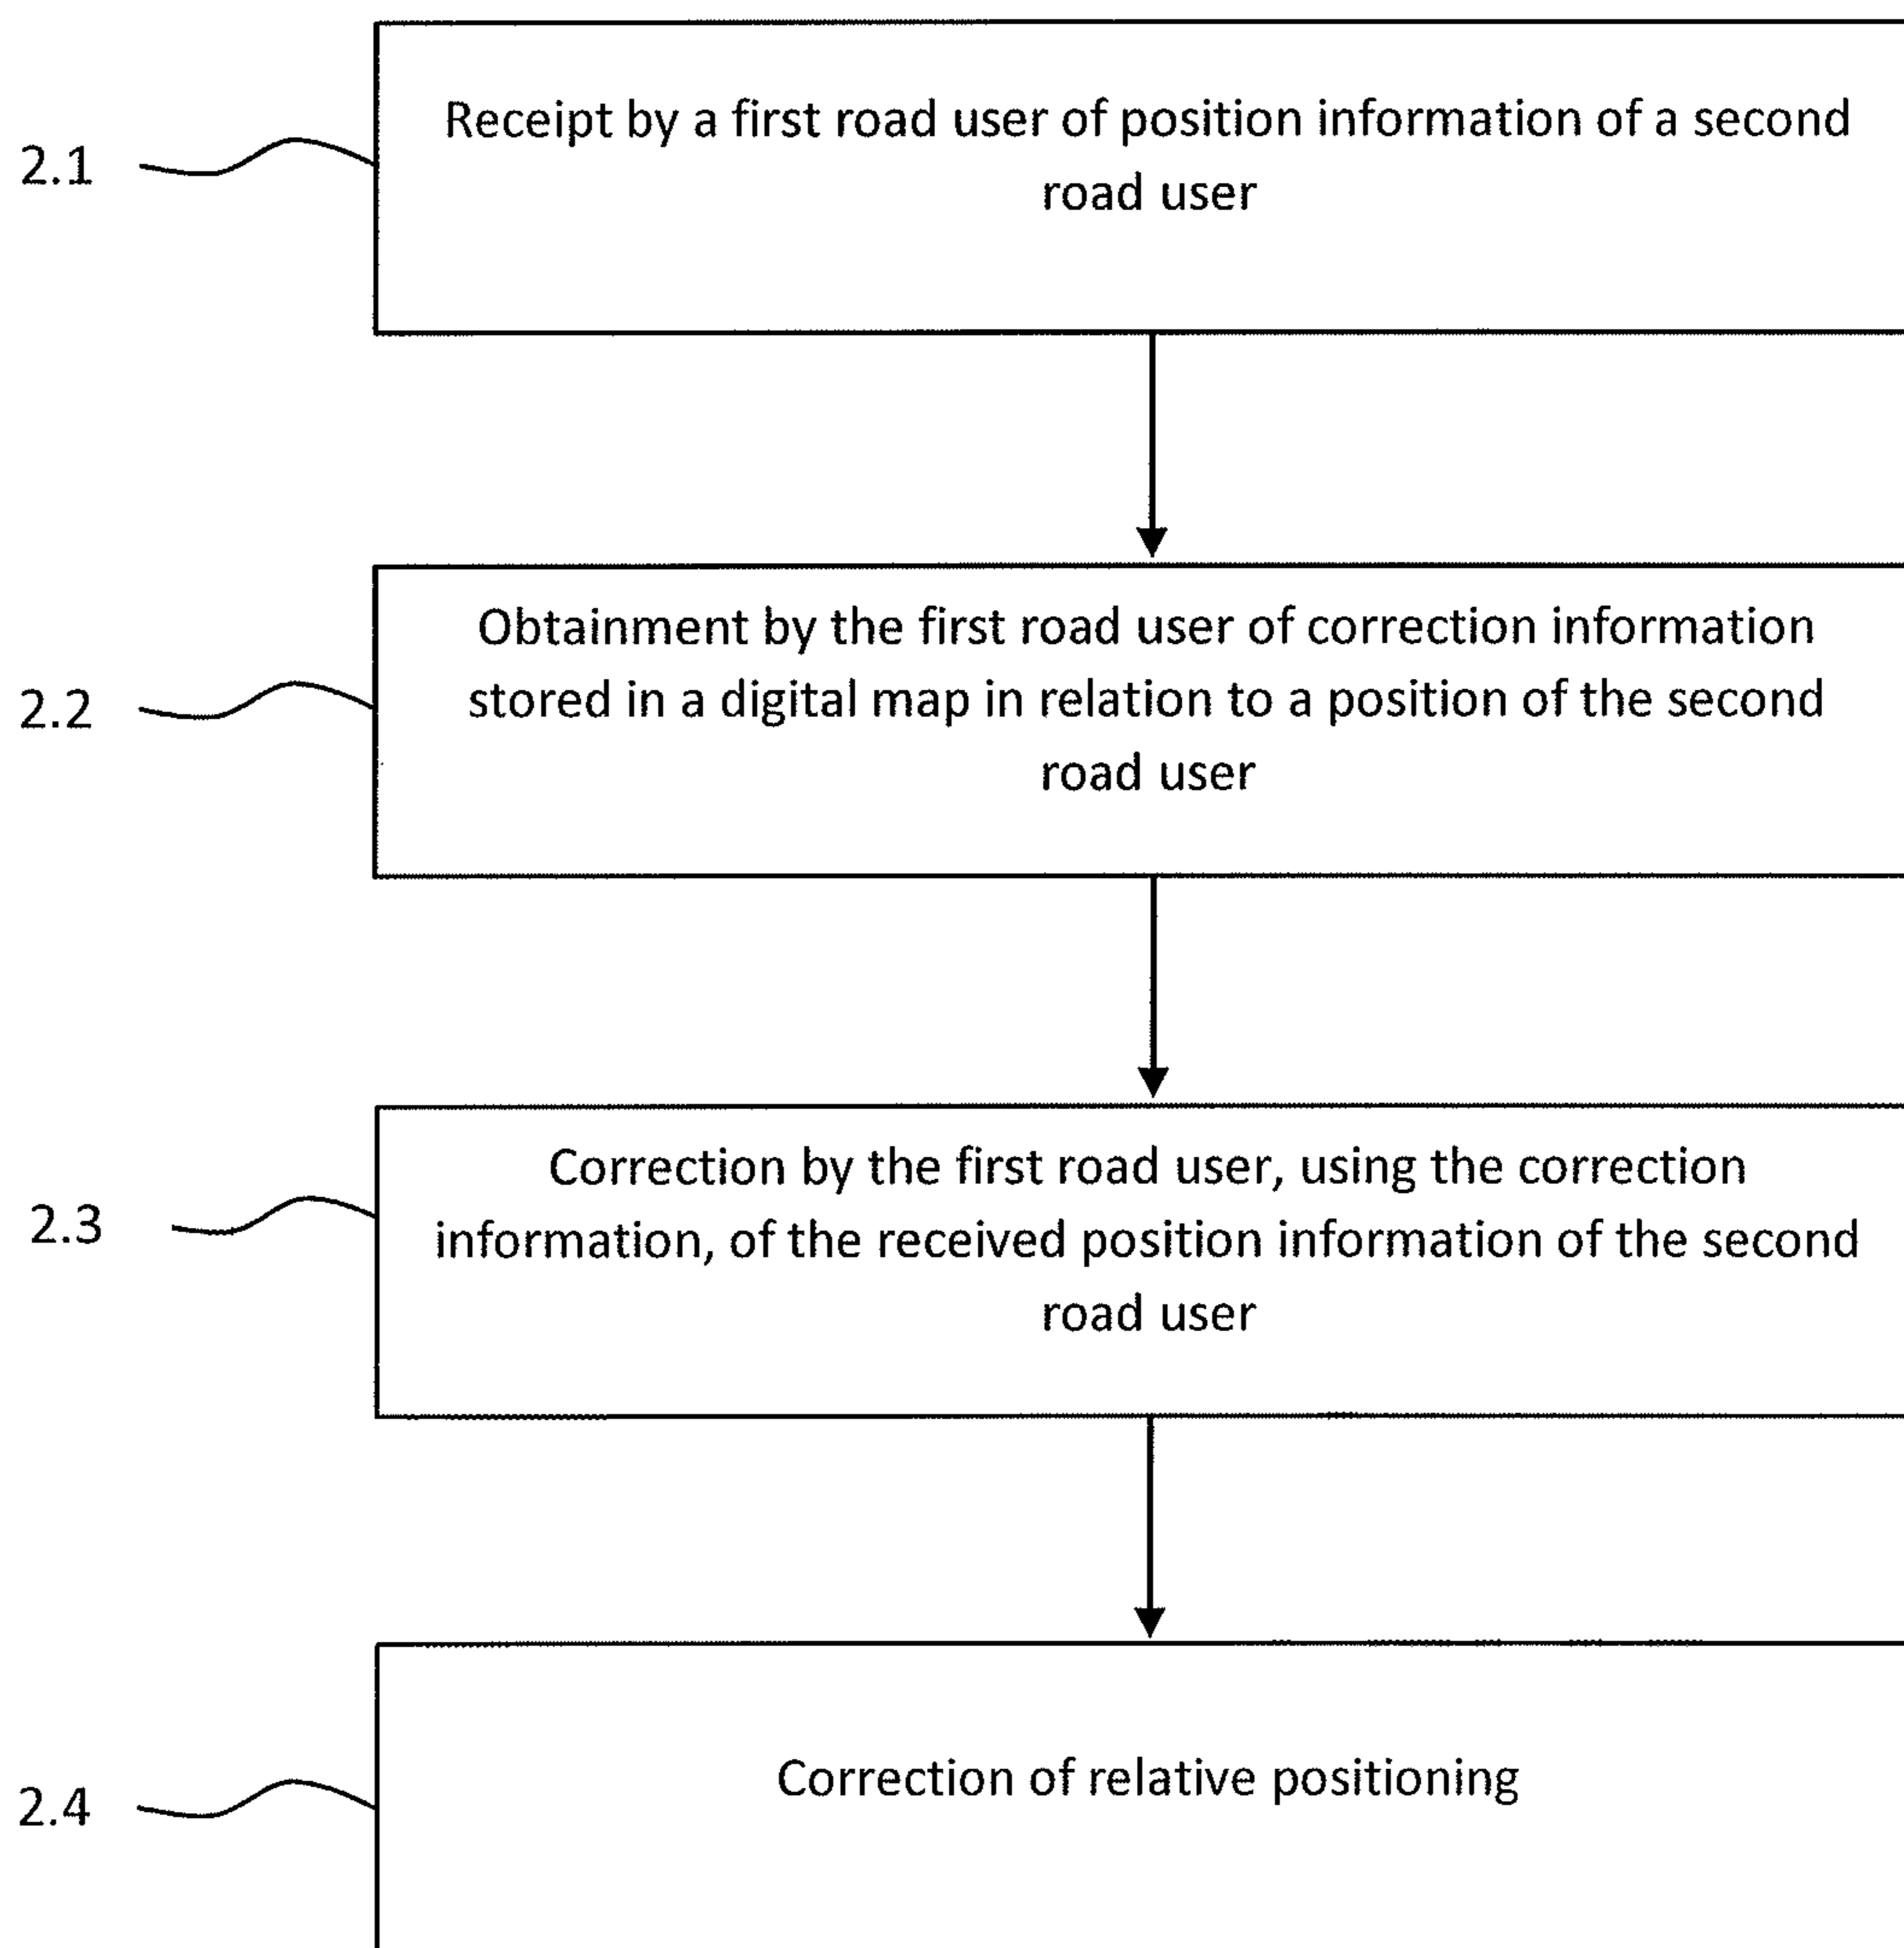 2.1
Receipt by a first road user of position information of a second
road user
2.2
Obtainment by the first road user of correction information
stored in a digital map in relation to a position of the second
road user
2.3
Correction by the first road user, using the correction
information, of the received position information of the second
road user
2.4
Correction of relative positioning